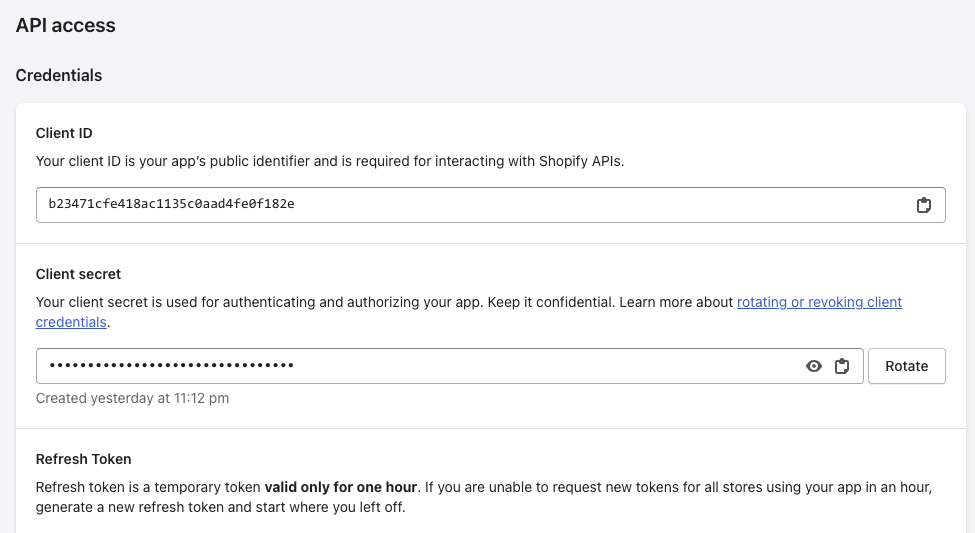 API access
Credentials
Client ID
Your client ID is your app's public identifier and is required for interacting with Shopify APIs.
b23471cfe418ac1135c0aad4fe0f182e
Client secret
Your client secret is used for authenticating and authorizing your app. Keep it confidential. Learn more about rotating or revoking client
credentials.
••••••••••••••••••••••••••••••••
Rotate
Created yesterday at 11:12 pm
Refresh Token
Refresh token is a temporary token valid only for one hour. If you are unable to request new tokens for all stores using your app in an hour,
generate a new refresh token and start where you left off.